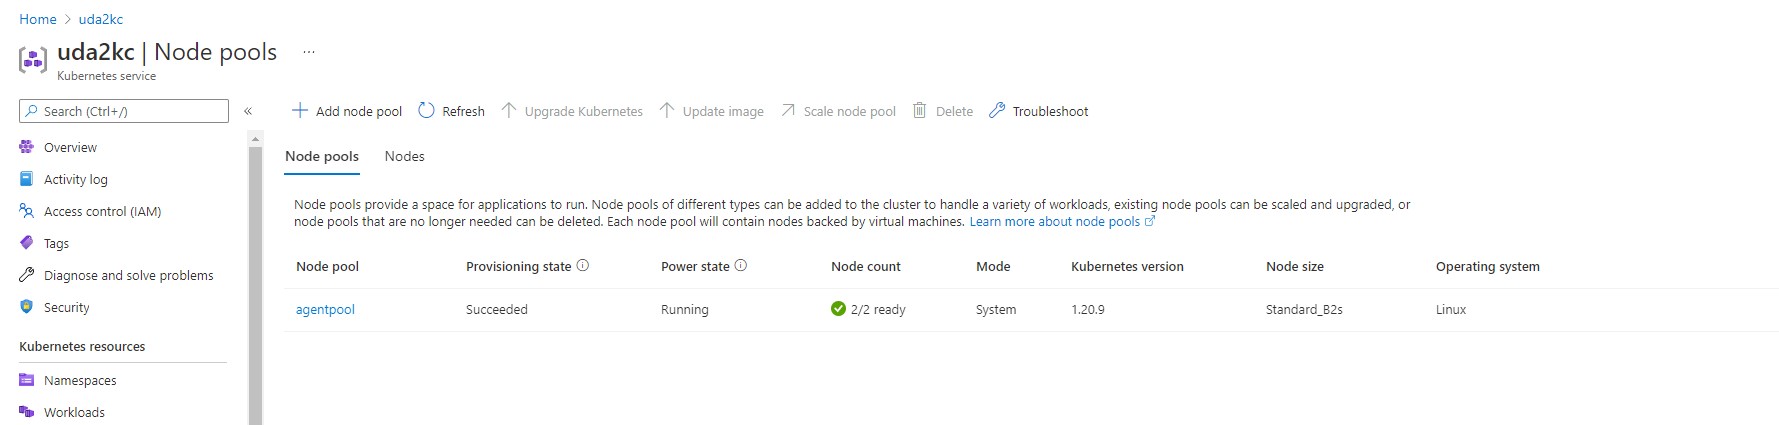 Home > uda2kc
uda2kc | Node pools ...
Kubernetes service
Search (Ctrl+/) «
Add node pool Refresh Upgrade Kubernetes Update image Scale node pool Delete Troubleshoot
Overview
Activity log
Access control (IAM)
Tags
Diagnose and solve problems
Security
Kubernetes resources
Namespaces
Workloads
Node pools Nodes
Node pools provide a space for applications to run. Node pools of different types can be added to the cluster to handle a variety of workloads, existing node pools can be scaled and upgraded, or
node pools that are no longer needed can be deleted. Each node pool will contain nodes backed by virtual machines. Learn more about node pools
Node pool Provisioning state Power state Node count Mode Kubernetes version Node size Operating system
agentpool Succeeded Running 2/2 ready System 1.20.9 Standard_B2s Linux